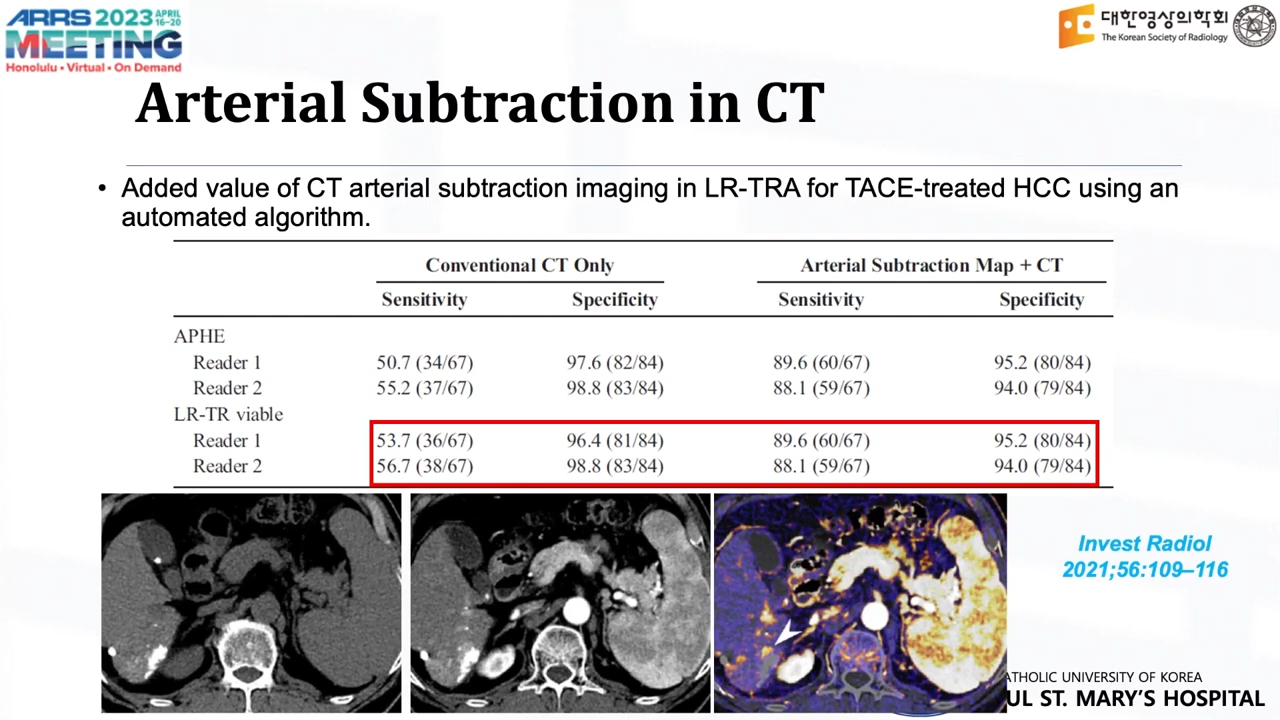 ARRS 2023 APRIL 16–20
MEETING
Honolulu • Virtual • On Demand
대한영상의학회
The Korean Society of Radiology
Arterial Subtraction in CT
• Added value of CT arterial subtraction imaging in LR-TRA for TACE-treated HCC using an
automated algorithm.
Conventional CT Only Arterial Subtraction Map + CT
Sensitivity Specificity Sensitivity Specificity
APHE
Reader 1 50.7 (34/67) 97.6 (82/84) 89.6 (60/67) 95.2 (80/84)
Reader 2 55.2 (37/67) 98.8 (83/84) 88.1 (59/67) 94.0 (79/84)
LR-TR viable
Reader 1 53.7 (36/67) 96.4 (81/84) 89.6 (60/67) 95.2 (80/84)
Reader 2 56.7 (38/67) 98.8 (83/84) 88.1 (59/67) 94.0 (79/84)
Invest Radiol
2021;56:109–116
ATHOLIC UNIVERSITY OF KOREA
UL ST. MARY'S HOSPITAL